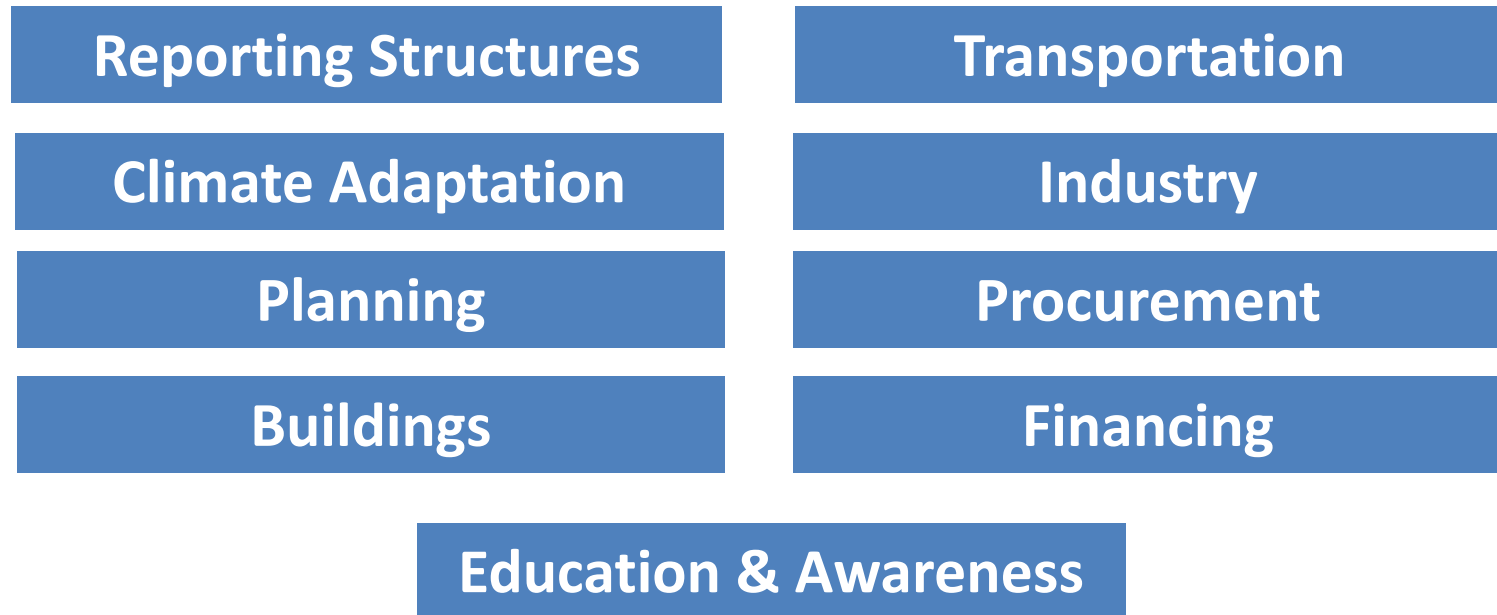 Reporting Structures
Transportation
Climate Adaptation
Industry
Planning
Procurement
Buildings
Financing
Education & Awareness